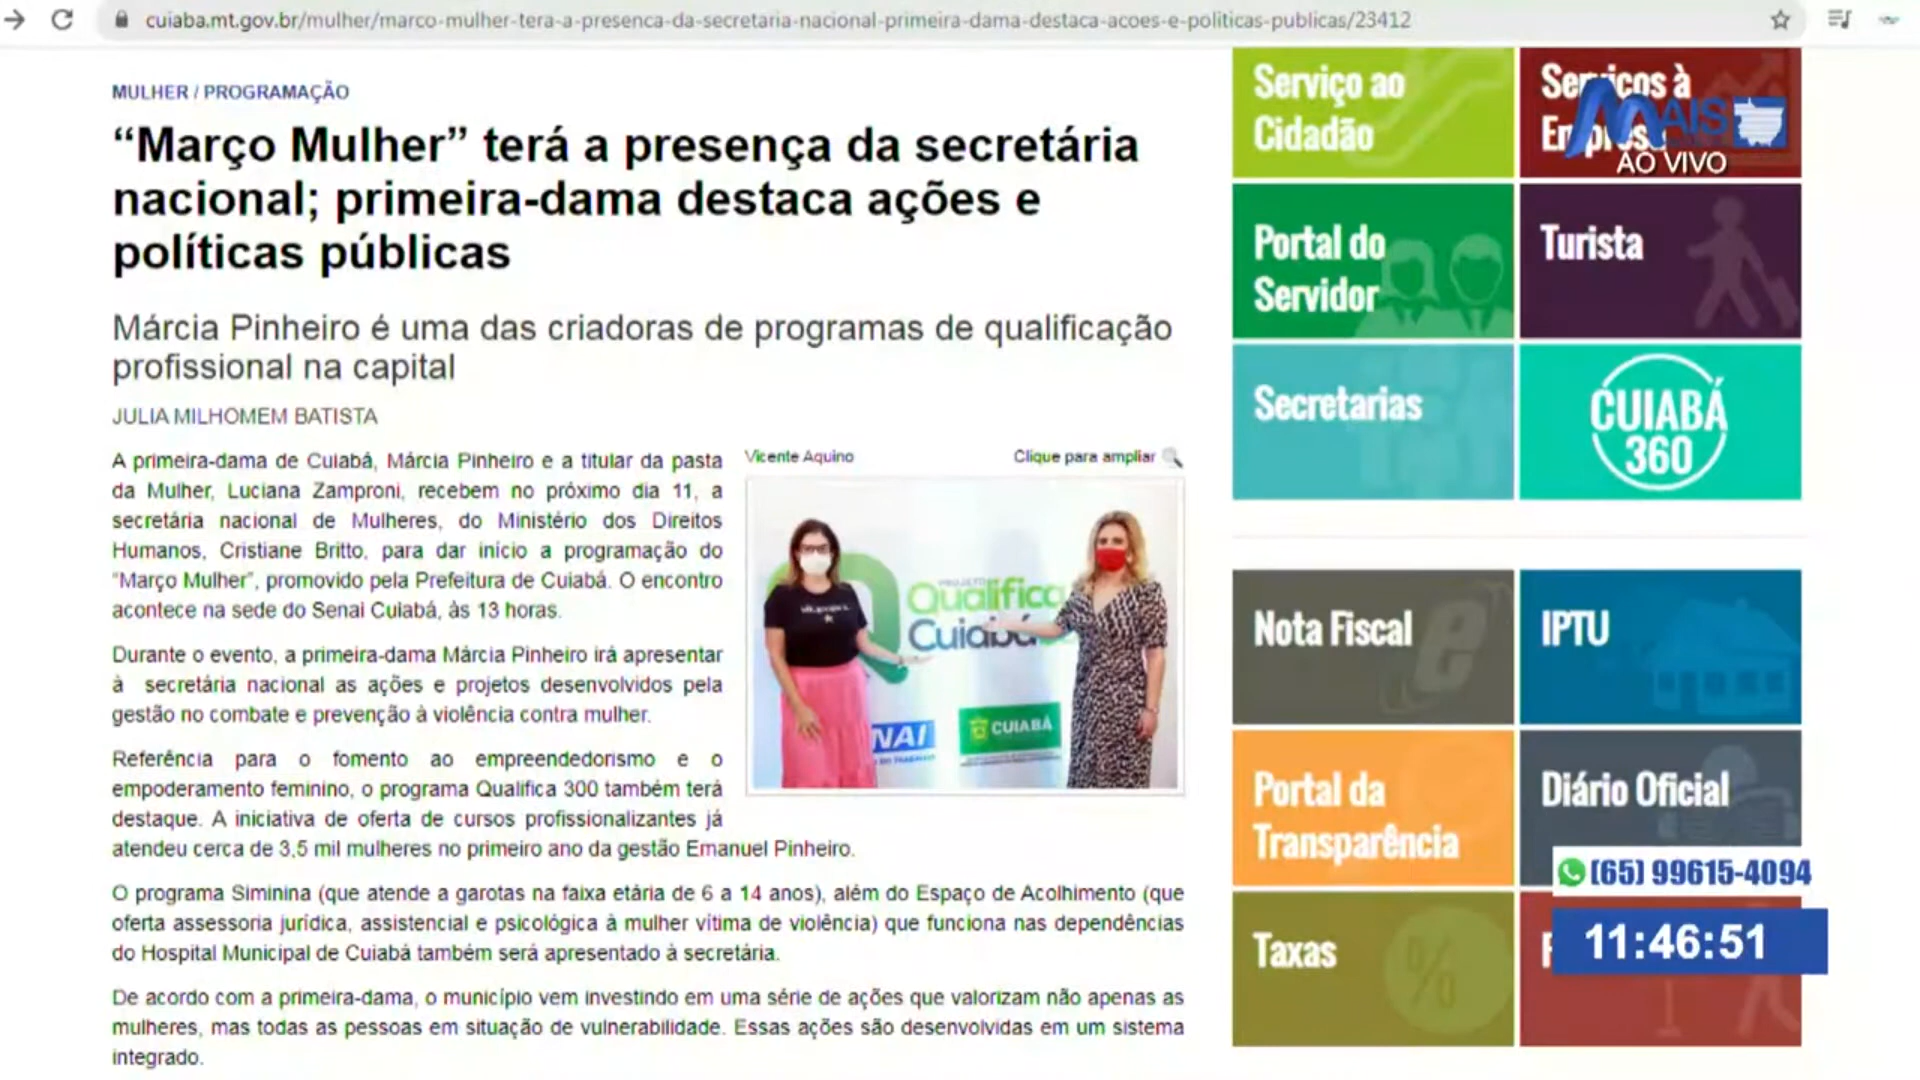 cuiaba.mt.gov.br/mulher/marco-mulher-tera-a-presenca-da-secretaria-nacional-primeira-dama-destaca-acoes-e-politicas-publicas/23412
MULHER / PROGRAMAÇÃO
“Março Mulher” terá a presença da secretária
nacional; primeira-dama destaca ações e
políticas públicas
Márcia Pinheiro é uma das criadoras de programas de qualificação
profissional na capital
JULIA MILHOMEM BATISTA
A primeira-dama de Cuiabá, Márcia Pinheiro e a titular da pasta
da Mulher, Luciana Zamproni, recebem no próximo dia 11, a
secretária nacional de Mulheres, do Ministério dos Direitos
Humanos, Cristiane Britto, para dar início a programação do
“Março Mulher”, promovido pela Prefeitura de Cuiabá. O encontro
acontece na sede do Senai Cuiabá, às 13 horas.
Durante o evento, a primeira-dama Márcia Pinheiro irá apresentar
à secretária nacional as ações e projetos desenvolvidos pela
gestão no combate e prevenção à violência contra mulher.
Referência para o fomento ao empreendedorismo e o
empoderamento feminino, o programa Qualifica 300 também terá
destaque. A iniciativa de oferta de cursos profissionalizantes já
atendeu cerca de 3,5 mil mulheres no primeiro ano da gestão Emanuel Pinheiro.
O programa Siminina (que atende a garotas na faixa etária de 6 a 14 anos), além do Espaço de Acolhimento (que
oferta assessoria jurídica, assistencial e psicológica à mulher vítima de violência) que funciona nas dependências
do Hospital Municipal de Cuiabá também será apresentado à secretária.
De acordo com a primeira-dama, o município vem investindo em uma série de ações que valorizam não apenas as
mulheres, mas todas as pessoas em situação de vulnerabilidade. Essas ações são desenvolvidas em um sistema
integrado.
Vicente Aquino
Clique para ampliar
PROJETO
Qualifica
Cuiabá
NAI
CUIABÁ
Serviço ao
Cidadão
Serviços à
Empresa
MAIS
AO VIVO
Portal do
Servidor
Turista
Secretarias
CUIABÁ
360
Nota Fiscal
IPTU
Portal da
Transparência
Diário Oficial
(65) 99615-4094
Taxas
11:46:51